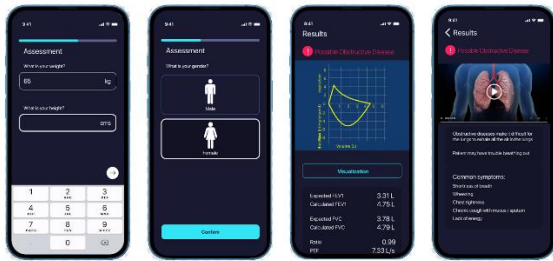 9:41
Assessment
What is your weight?
65 kg
What is your height?
cms
1 2 3
4 5 6
7 8 9
0
9:41
Assessment
What is your gender?
Male
Female
Confirm
9:41
Results
Possible Obstructive Disease
Volume (L)
Visualization
Expected FEV1 3.31 L
Calculated FEV1 4.75 L
Expected FVC 3.78 L
Calculated FVC 4.79 L
Ratio 0.99
PEF 7.33 L/s
9:41
Results
Possible Obstructive Disease
Obstructive diseases make it difficult for
the lungs to exhale all the air in the lungs
Patient may have trouble breathing out
Common symptoms:
Shortness of breath
Wheezing
Chest tightness
Chronic cough with mucus / sputum
Lack of energy